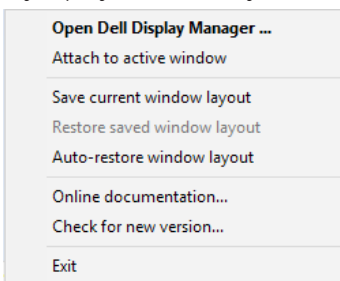 Open Dell Display Manager ...
Attach to active window
Save current window layout
Restore saved window layout
Auto-restore window layout
Online documentation...
Check for new version...
Exit